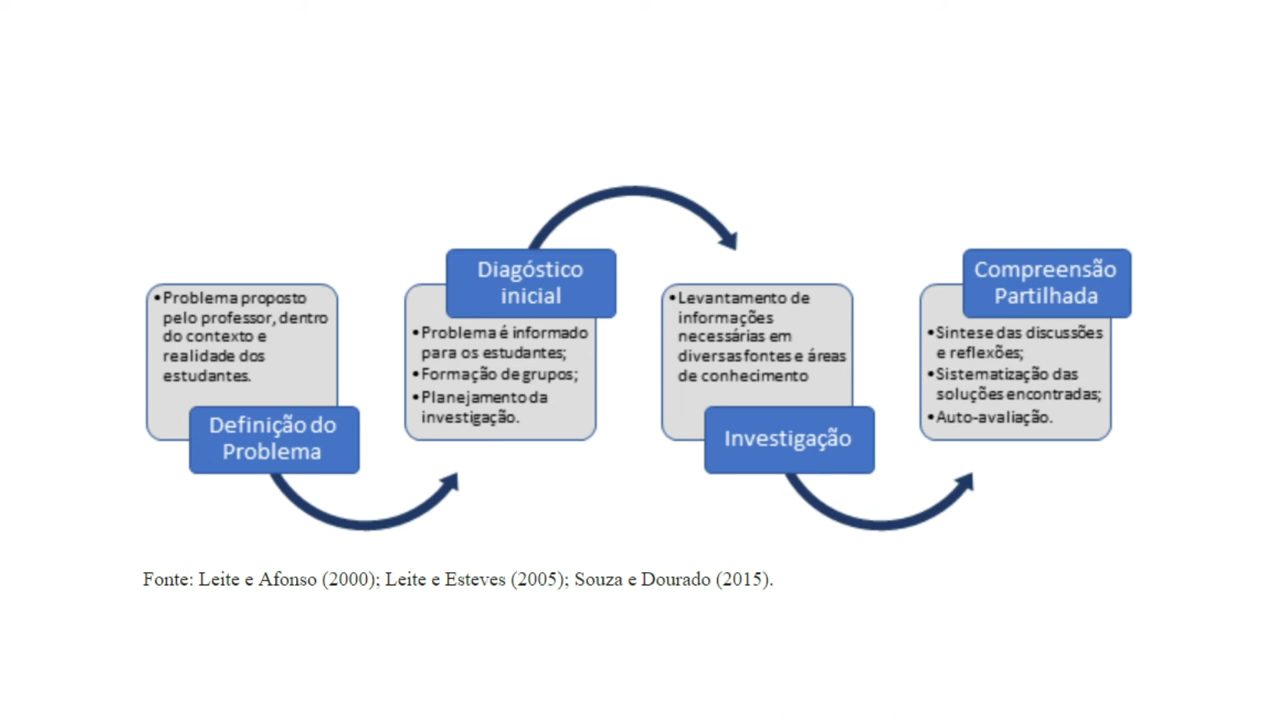 • Problema proposto
pelo professor, dentro
do contexto e
realidade dos
estudantes.
Definição do
Problema
Diagóstico
inicial
• Problema é informado
para os estudantes;
• Formação de grupos;
• Planejamento da
investigação.
• Levantamento de
informações
necessárias em
diversas fontes e áreas
de conhecimento
Investigação
Compreensão
Partilhada
• Sintese das discussões
e reflexões;
• Sistematização das
soluções encontradas;
• Auto-avaliação.
Fonte: Leite e Afonso (2000); Leite e Esteves (2005); Souza e Dourado (2015).